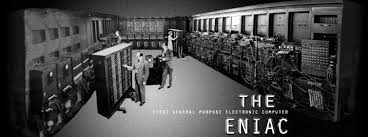 THE
FIRST GENERAL PURPOSE ELECTRONIC COMPUTER
ENIAC